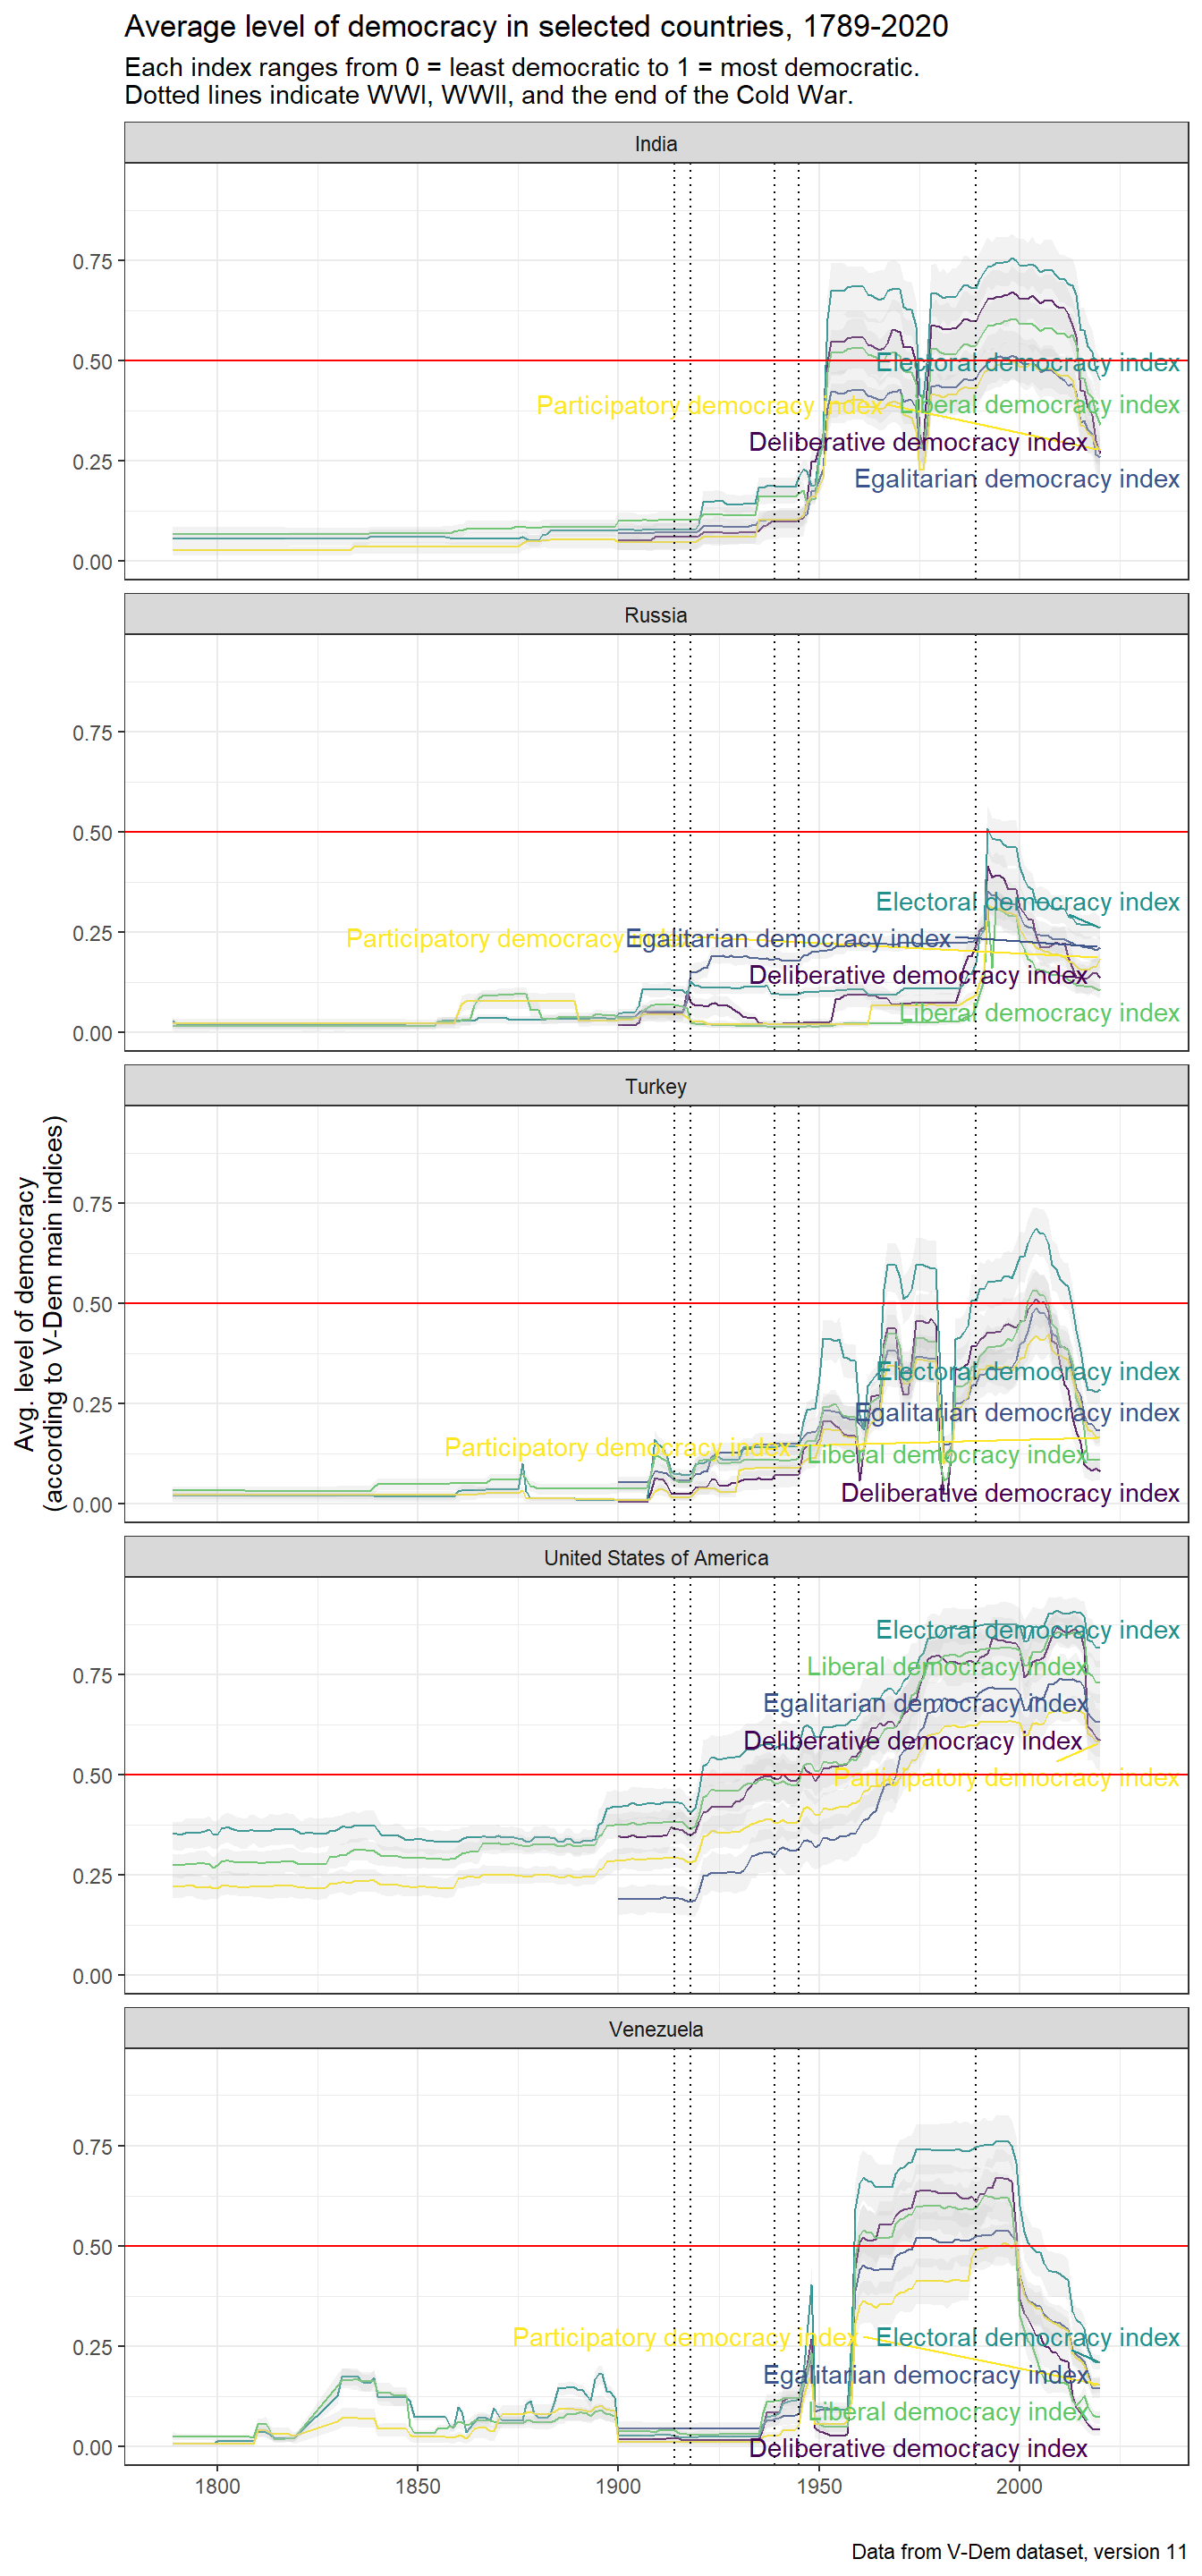 Average level of democracy in selected countries, 1789-2020
Each index ranges from 0 = least democratic to 1 = most democratic.
Dotted lines indicate WWI, WWII, and the end of the Cold War.
Avg. level of democracy
(according to V-Dem main indices)
India
0.75
0.50
0.25
0.00
Electoral democracy index
Participatory democracy index
Liberal democracy index
Deliberative democracy index
Egalitarian democracy index
Russia
0.75
0.50
0.25
0.00
Electoral democracy index
Participatory democracy index
Egalitarian democracy index
Deliberative democracy index
Liberal democracy index
Turkey
0.75
0.50
0.25
0.00
Electoral democracy index
Egalitarian democracy index
Participatory democracy index
Liberal democracy index
Deliberative democracy index
United States of America
0.75
0.50
0.25
0.00
Electoral democracy index
Liberal democracy index
Egalitarian democracy index
Deliberative democracy index
Participatory democracy index
Venezuela
0.75
0.50
0.25
0.00
Participatory democracy index
Electoral democracy index
Egalitarian democracy index
Liberal democracy index
Deliberative democracy index
1800
1850
1900
1950
2000
Data from V-Dem dataset, version 11